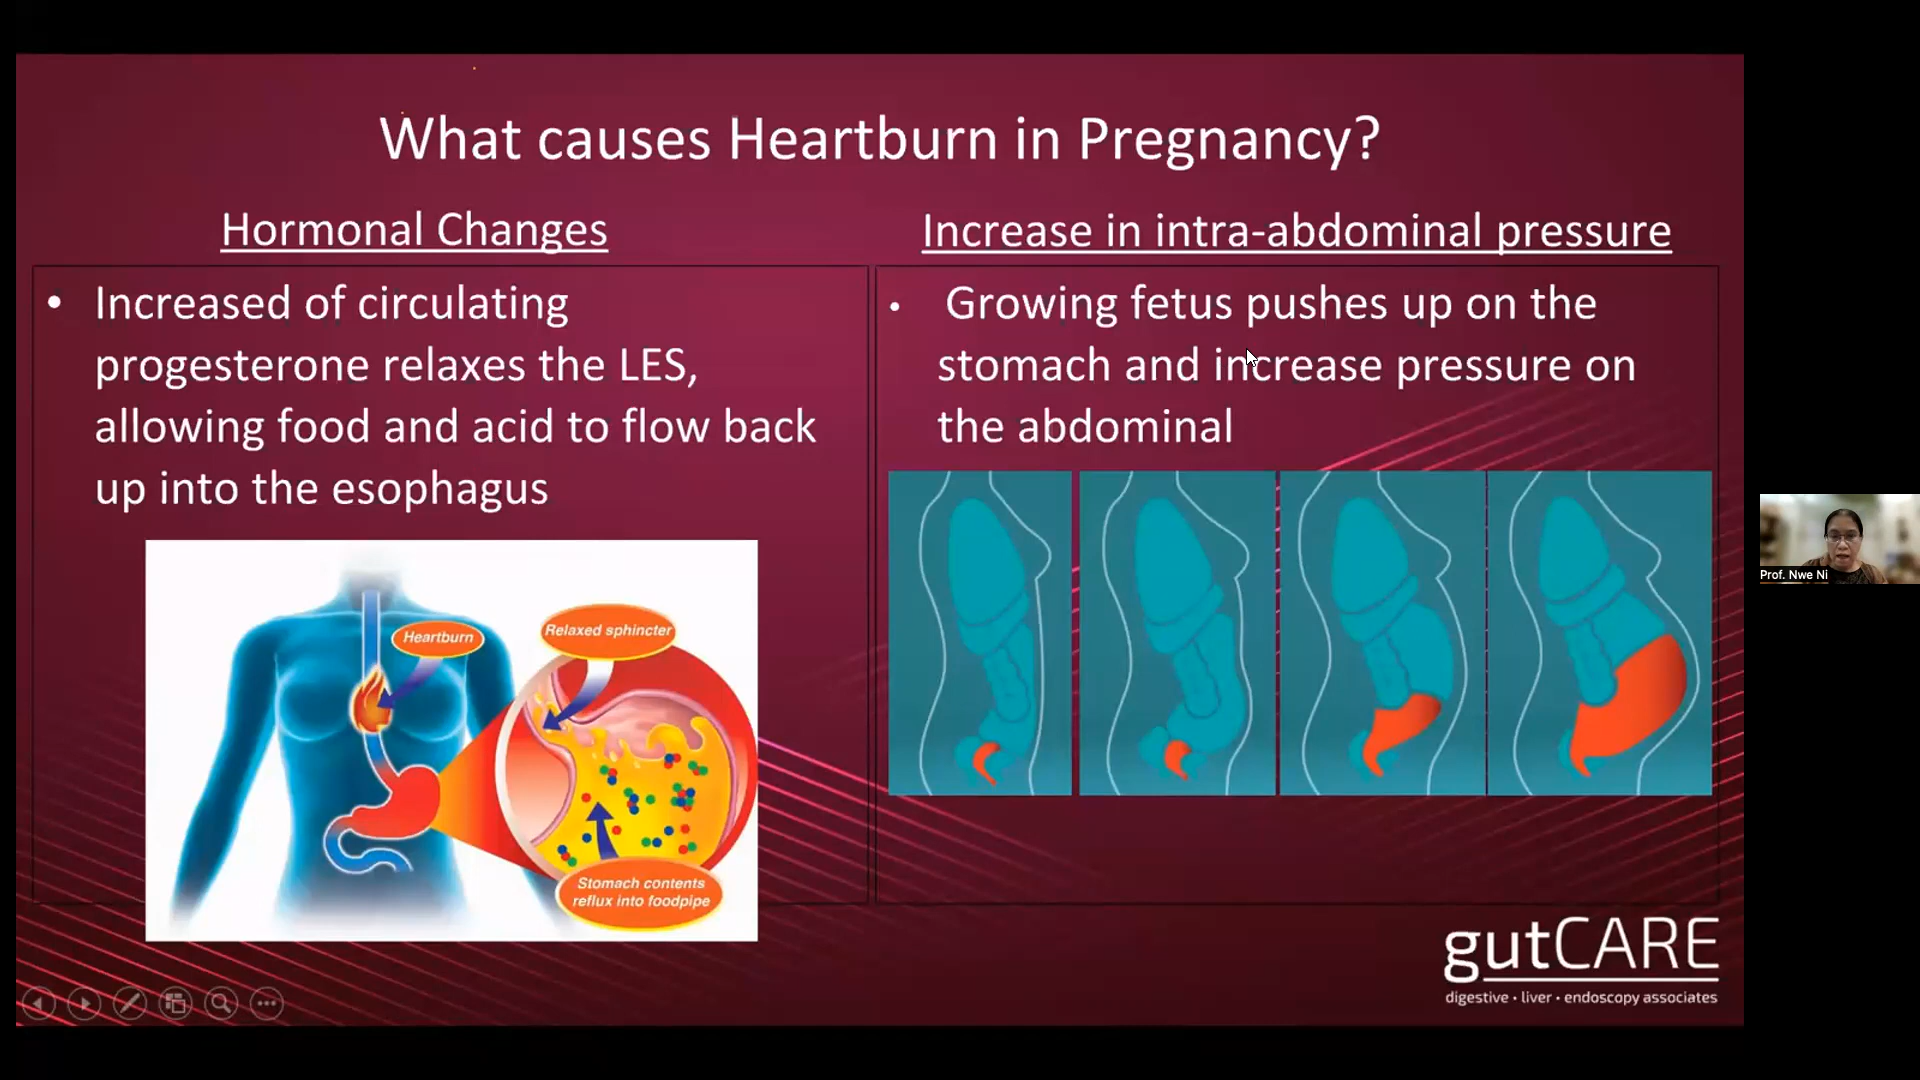 What causes Heartburn in Pregnancy?
Hormonal Changes
• Increased of circulating
progesterone relaxes the LES,
allowing food and acid to flow back
up into the esophagus
Heartburn
Relaxed sphincter
Stomach contents
reflux into foodpipe
Increase in intra-abdominal pressure
• Growing fetus pushes up on the
stomach and increase pressure on
the abdominal
gutCARE
digestive • liver • endoscopy associates
Prof. Nwe Ni